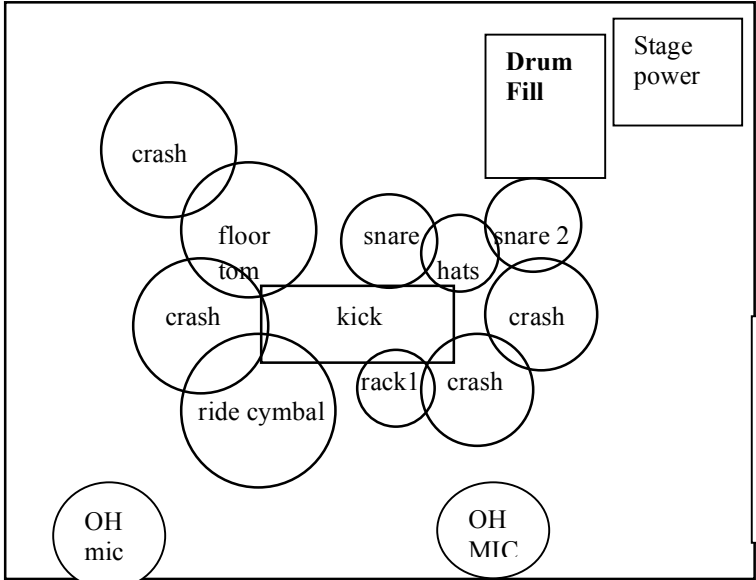 Drum
Fill
Stage
power
crash
floor
tom
snare
hats
snare 2
crash
kick
crash
rack1
crash
ride cymbal
OH
mic
OH
MIC